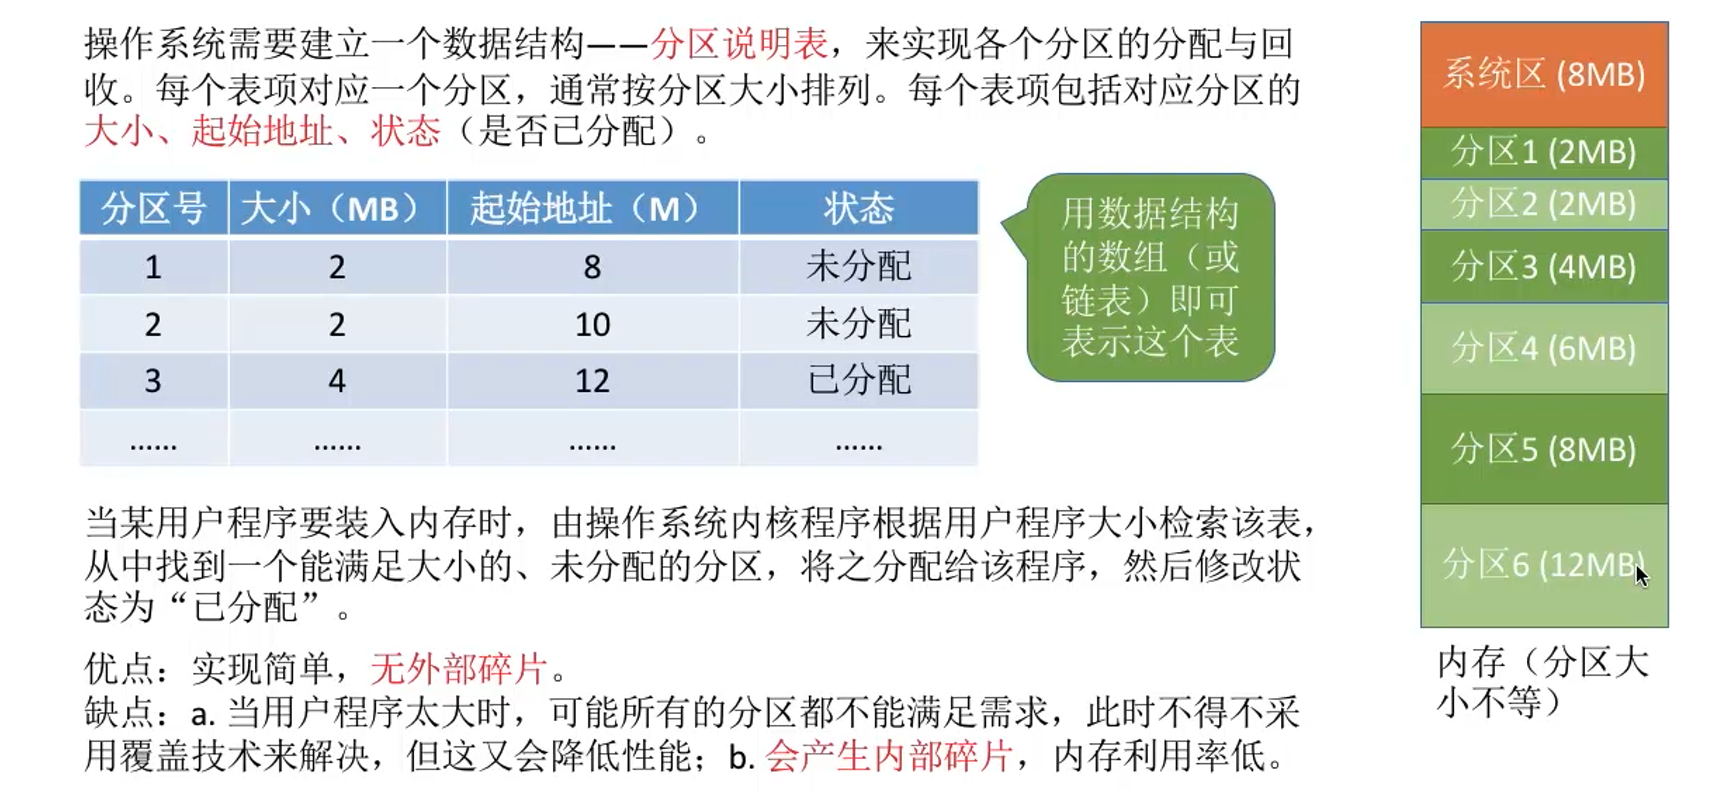 操作系统需要建立一个数据结构——分区说明表，来实现各个分区的分配与回
收。每个表项对应一个分区，通常按分区大小排列。每个表项包括对应分区的
大小、起始地址、状态（是否已分配）。
分区号 大小（MB） 起始地址（M） 状态
1 2 8 未分配
2 2 10 未分配
3 4 12 已分配
…… …… …… ……
用数据结构
的数组（或
链表）即可
表示这个表
当某用户程序要装入内存时，由操作系统内核程序根据用户程序大小检索该表，
从中找到一个能满足大小的、未分配的分区，将之分配给该程序，然后修改状
态为“已分配”。
优点：实现简单，无外部碎片。
缺点：a. 当用户程序太大时，可能所有的分区都不能满足需求，此时不得不采
用覆盖技术来解决，但这又会降低性能；b. 会产生内部碎片，内存利用率低。
系统区 (8MB)
分区1 (2MB)
分区2 (2MB)
分区3 (4MB)
分区4 (6MB)
分区5 (8MB)
分区6 (12MB)
内存（分区大
小不等）